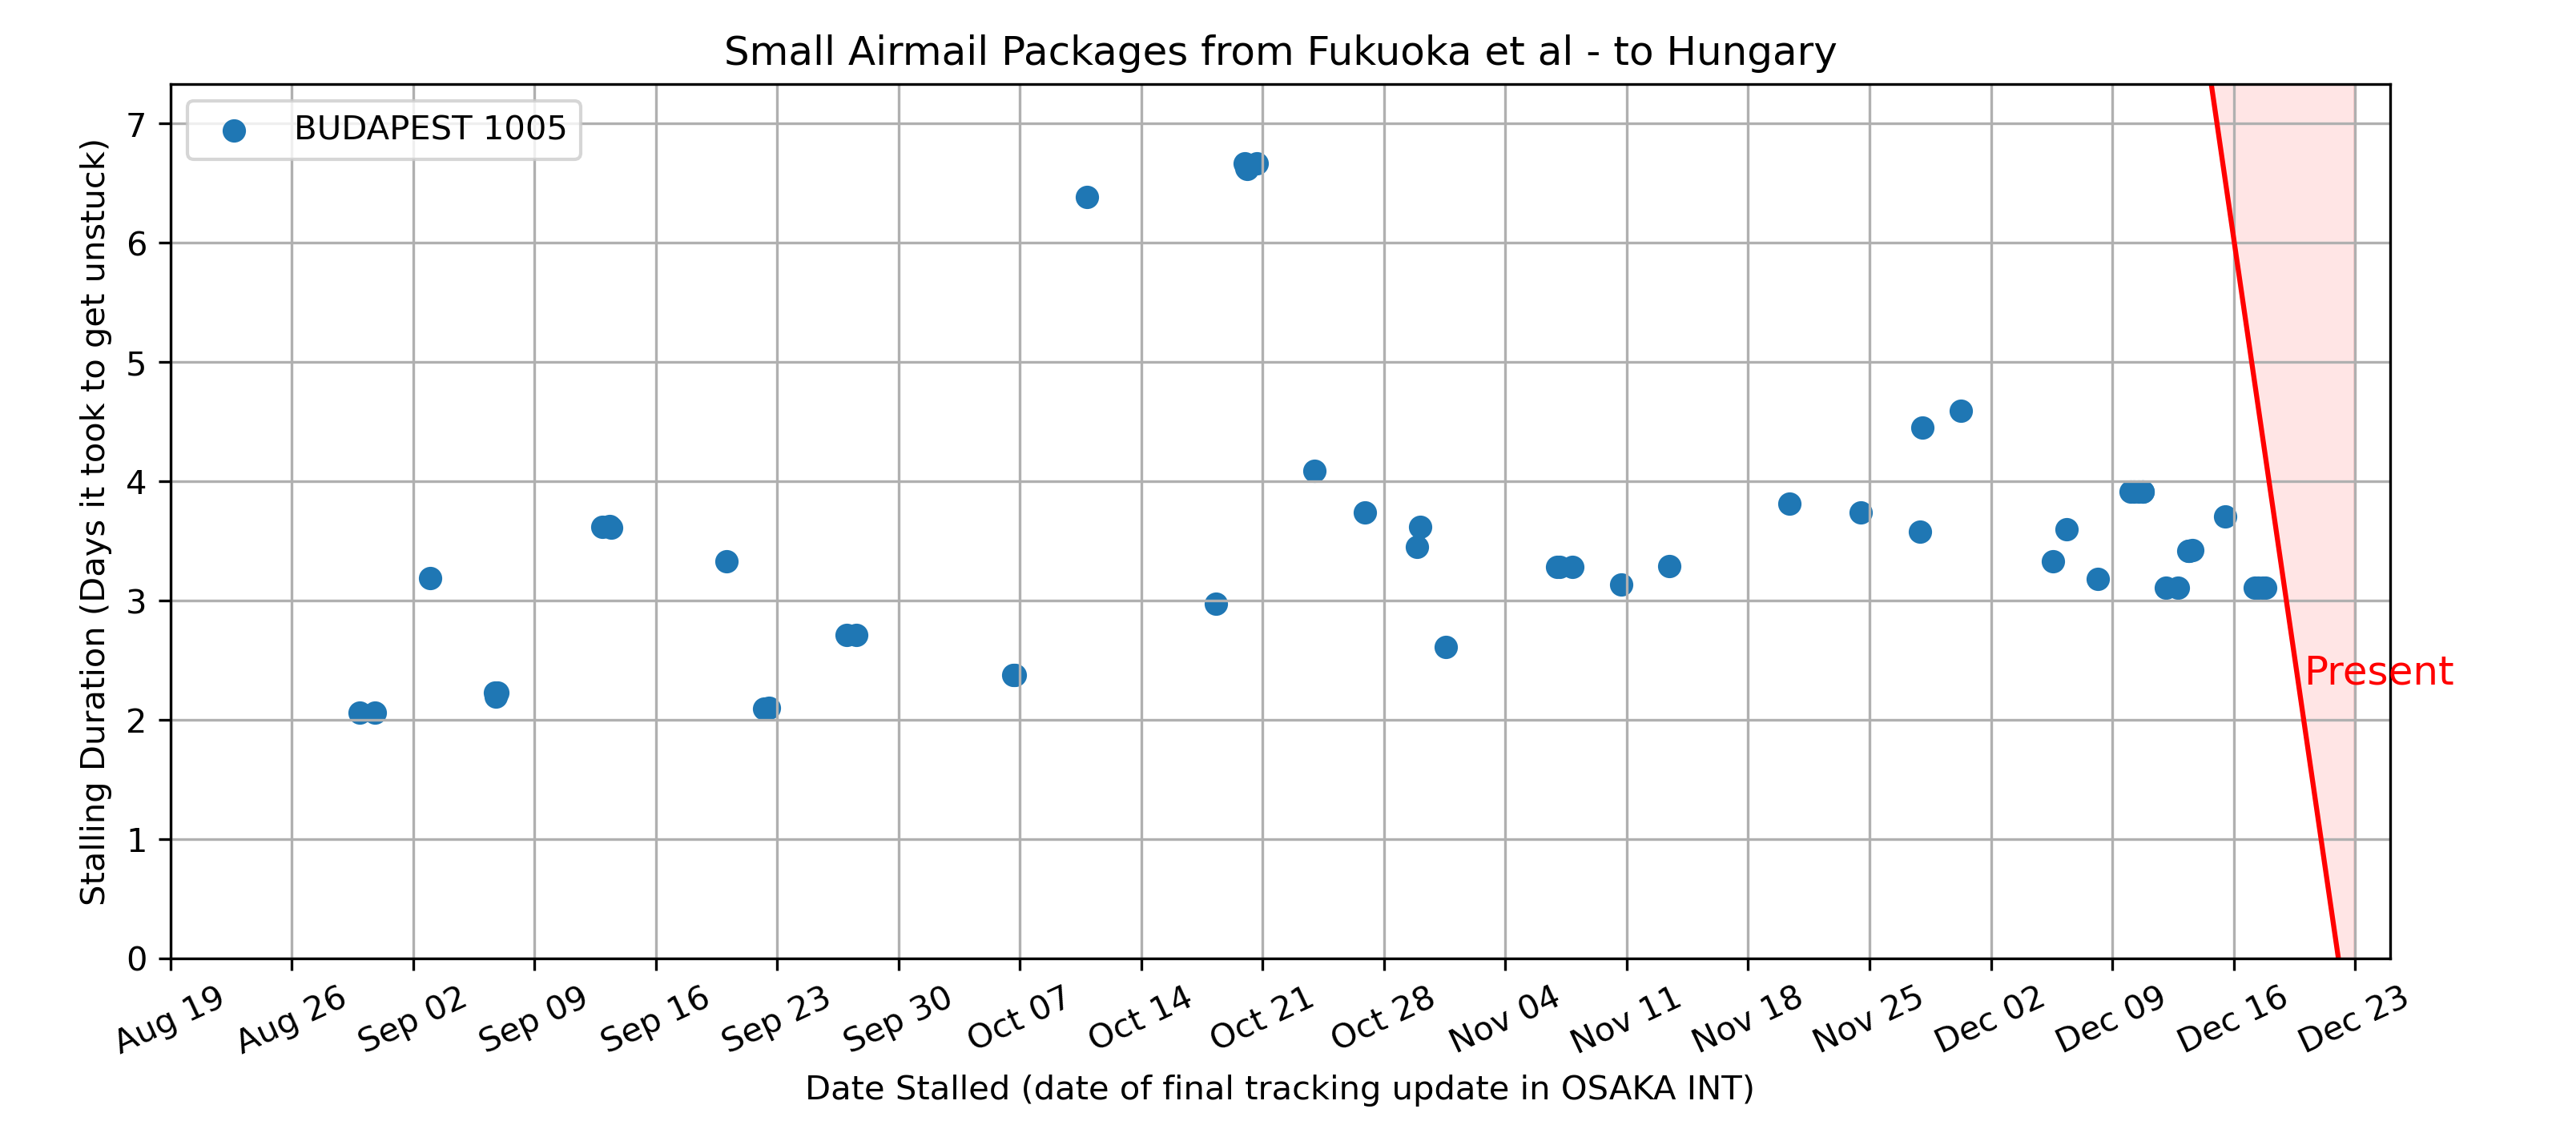 Small Airmail Packages from Fukuoka et al - to Hungary
BUDAPEST 1005
Stalling Duration (Days it took to get unstuck)
7
6
5
4
3
2
1
0
Present
Aug 19
Aug 26
Sep 02
Sep 09
Sep 16
Sep 23
Sep 30
Oct 07
Oct 14
Oct 21
Oct 28
Nov 04
Nov 11
Nov 18
Nov 25
Dec 02
Dec 09
Dec 16
Dec 23
Date Stalled (date of final tracking update in OSAKA INT)